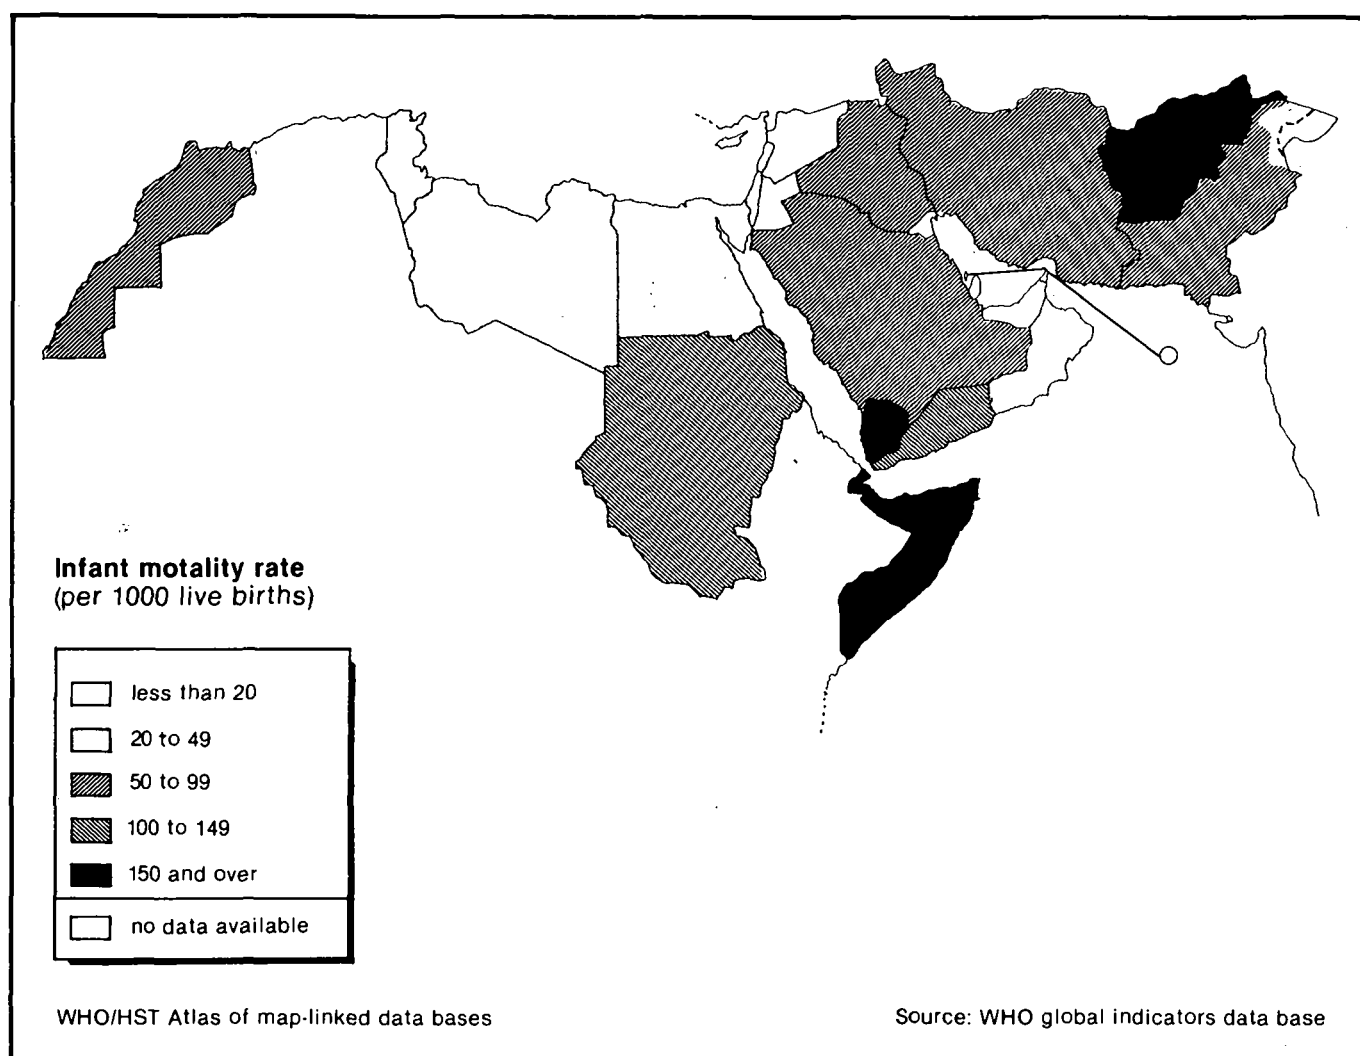 Infant motality rate
(per 1000 live births)
less than 20
20 to 49
50 to 99
100 to 149
150 and over
no data available
WHO/HST Atlas of map-linked data bases
Source: WHO global indicators data base